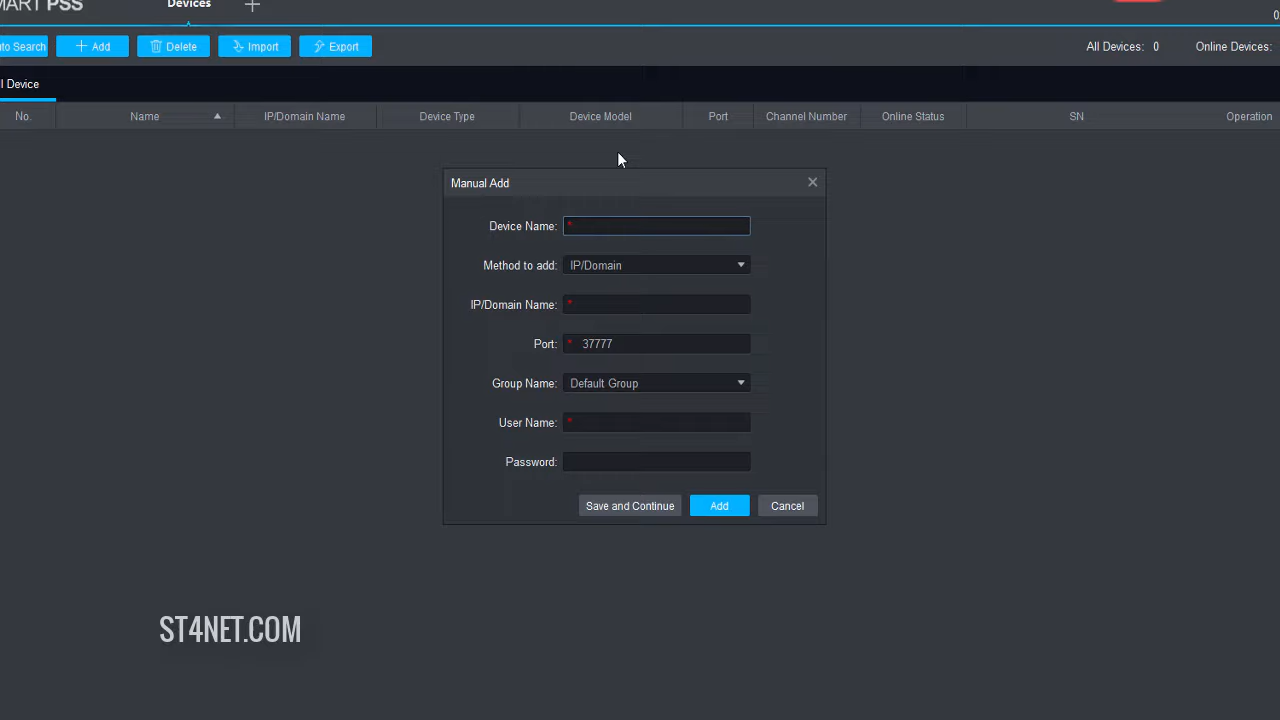 MART PSS Devices
0
uto Search Add Delete Import Export All Devices: 0 Online Devices:
l Device
No. Name IP/Domain Name Device Type Device Model Port Channel Number Online Status SN Operation
Manual Add
Device Name: *
Method to add: IP/Domain
IP/Domain Name: *
Port: * 37777
Group Name: Default Group
User Name: *
Password:
Save and Continue Add Cancel
ST4NET.COM